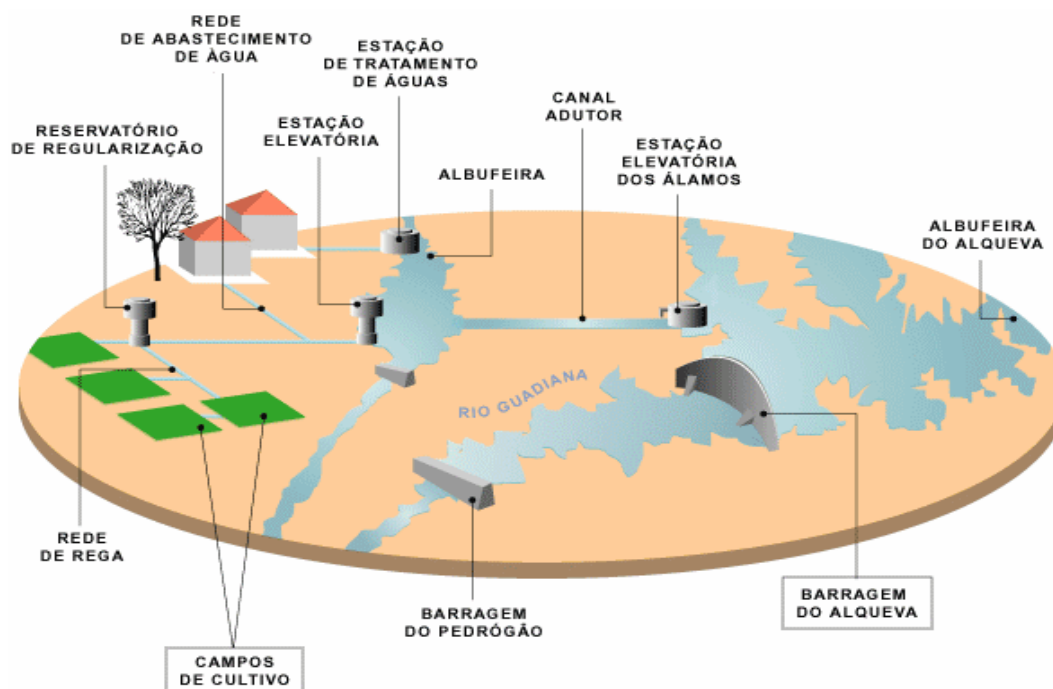 REDE
DE ABASTECIMENTO
DE ÀGUA
ESTAÇÃO
DE TRATAMENTO
DE ÁGUAS
CANAL
ADUTOR
RESERVATÓRIO
DE REGULARIZAÇÃO
ESTAÇÃO
ELEVATÓRIA
ALBUFEIRA
ESTAÇÃO
ELEVATÓRIA
DOS ÁLAMOS
ALBUFEIRA
DO ALQUEVA
RIO GUADIANA
REDE
DE REGA
BARRAGEM
DO PEDRÓGÃO
BARRAGEM
DO ALQUEVA
CAMPOS
DE CULTIVO